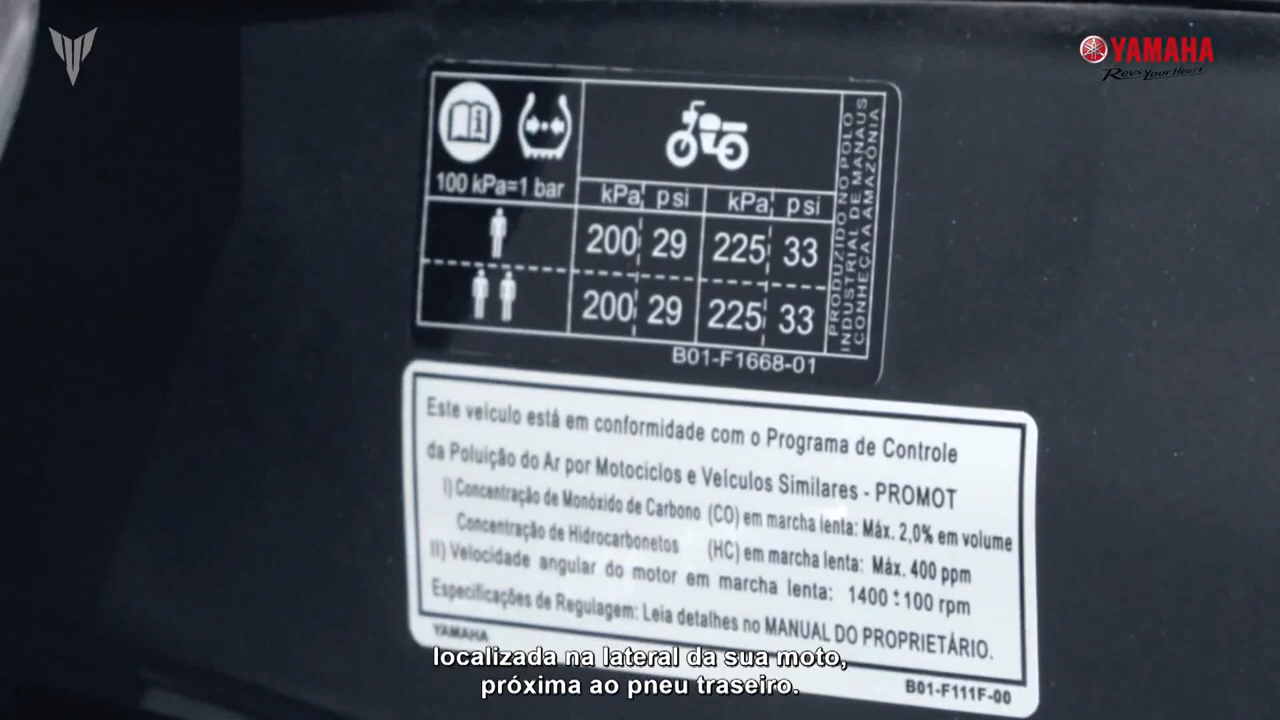 YAMAHA
Revs Your Heart
100 kPa=1 bar
kPa psi kPa psi
200 29 225 33
200 29 225 33
PRODUZIDO NO POLO
INDUSTRIAL DE MANAUS
CONHEÇA A AMAZÔNIA
B01-F1668-01
Este veículo está em conformidade com o Programa de Controle
da Poluição do Ar por Motociclos e Veículos Similares - PROMOT
I) Concentração de Monóxido de Carbono (CO) em marcha lenta: Máx. 2,0% em volume
Concentração de Hidrocarbonetos (HC) em marcha lenta: Máx. 400 ppm
II) Velocidade angular do motor em marcha lenta: 1400 ± 100 rpm
Especificações de Regulagem: Leia detalhes no MANUAL DO PROPRIETÁRIO.
YAMAHA
B01-F111F-00
localizada na lateral da sua moto,
próxima ao pneu traseiro.